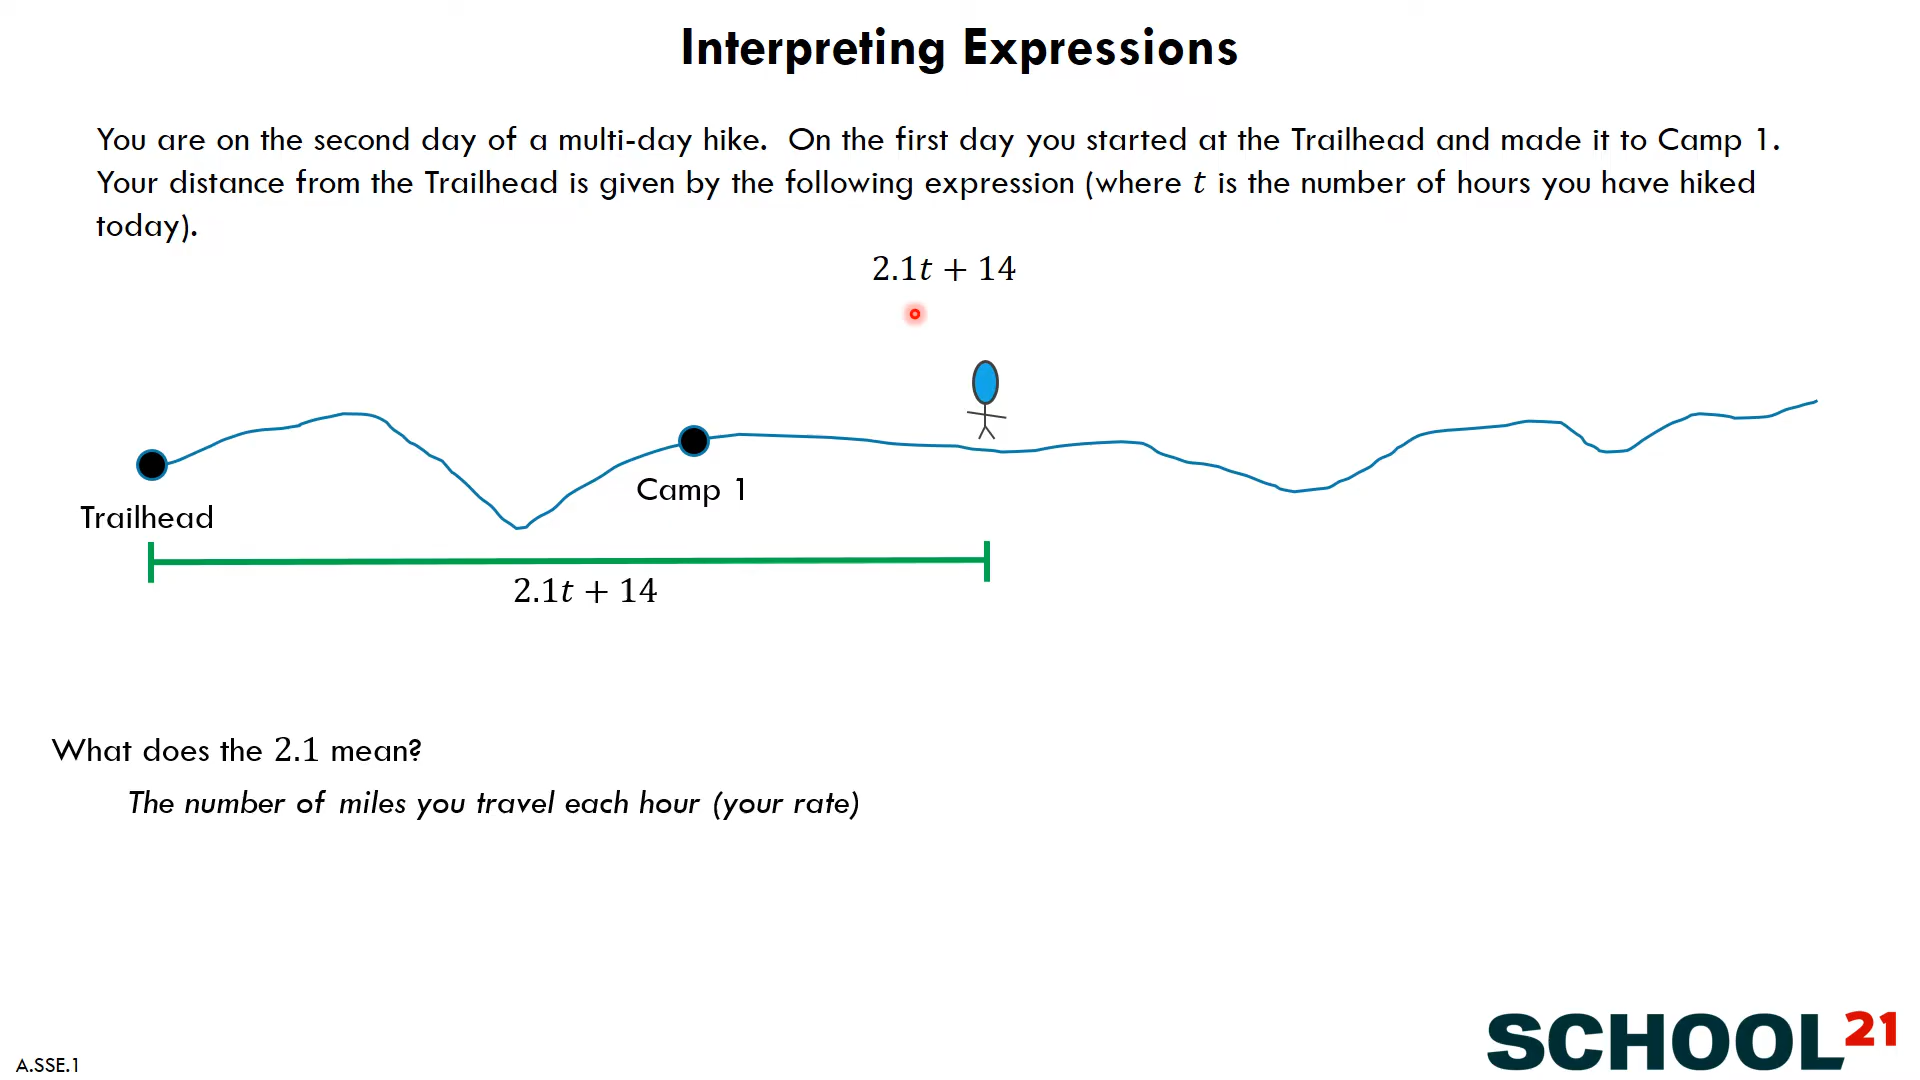 Interpreting Expressions
You are on the second day of a multi-day hike. On the first day you started at the Trailhead and made it to Camp 1.
Your distance from the Trailhead is given by the following expression (where t is the number of hours you have hiked
today).
2.1t + 14
Camp 1
Trailhead
2.1t + 14
What does the 2.1 mean?
The number of miles you travel each hour (your rate)
SCHOOL21
A.SSE.1